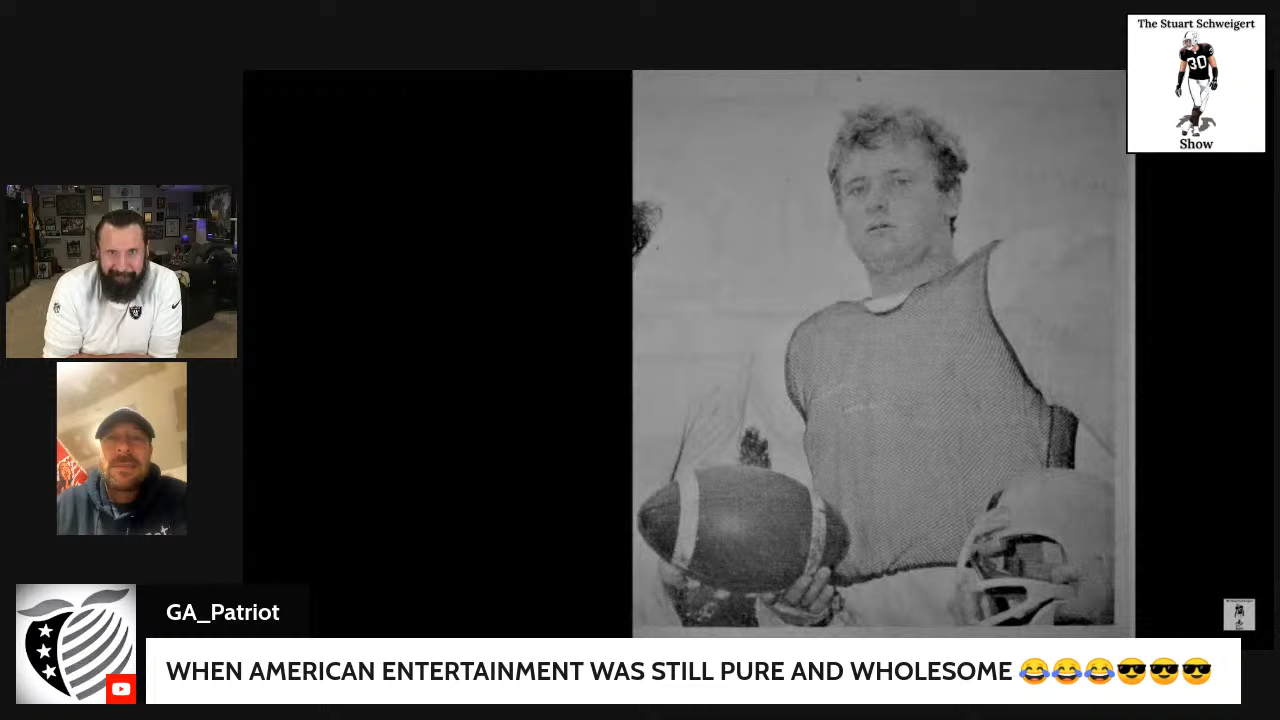 The Stuart Schweigert
30
Show
GA_Patriot
WHEN AMERICAN ENTERTAINMENT WAS STILL PURE AND WHOLESOME 😂😂😂😎😎😎